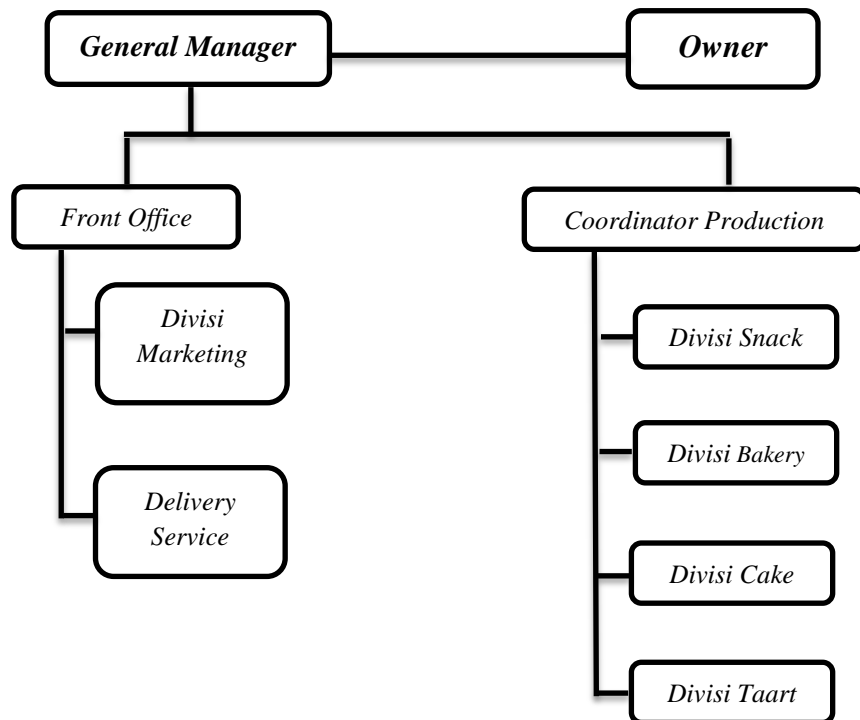 General Manager
Owner
Front Office
Coordinator Production
Divisi
Marketing
Delivery
Service
Divisi Snack
Divisi Bakery
Divisi Cake
Divisi Taart